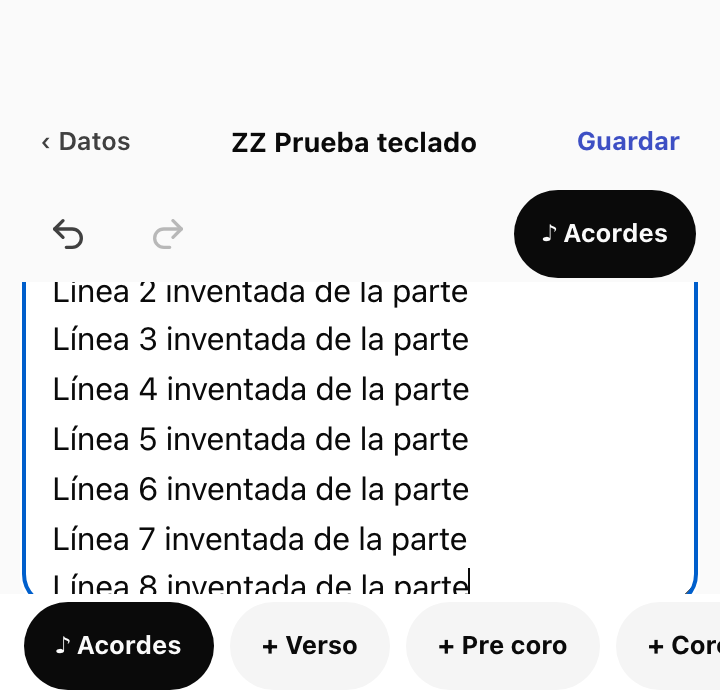 ‹ Datos
ZZ Prueba teclado
Guardar
♪ Acordes
Línea 2 inventada de la parte
Línea 3 inventada de la parte
Línea 4 inventada de la parte
Línea 5 inventada de la parte
Línea 6 inventada de la parte
Línea 7 inventada de la parte
Línea 8 inventada de la parte
♪ Acordes
+ Verso
+ Pre coro
+ Coro